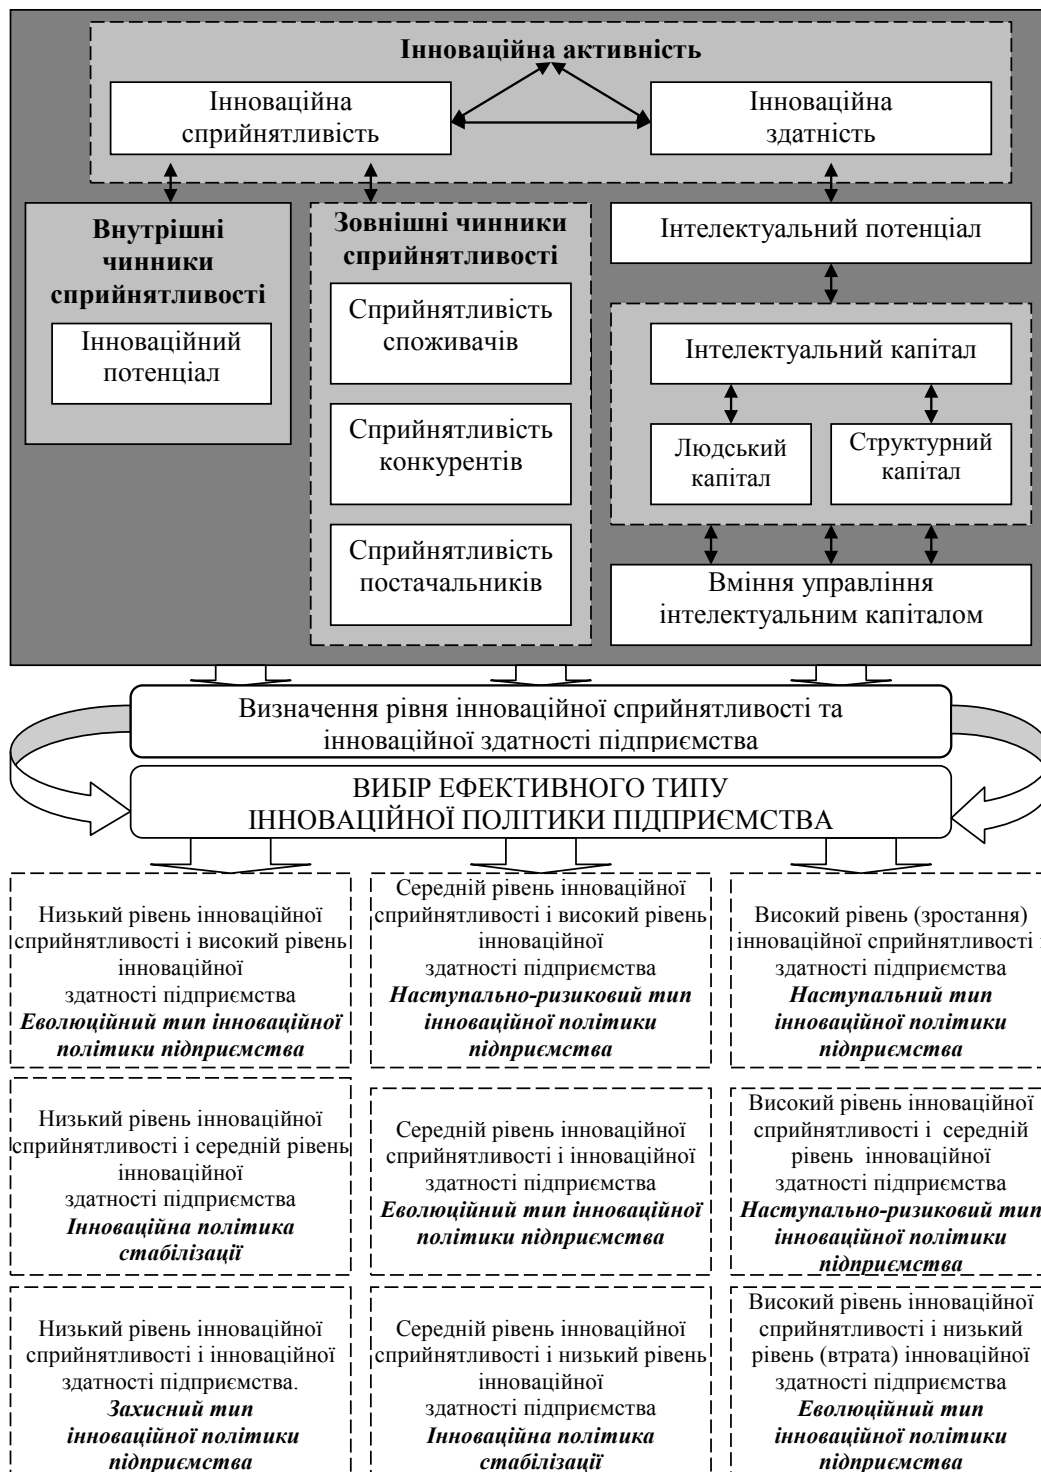 Інноваційна активність
Інноваційна
сприйнятливість
Інноваційна
здатність
Внутрішні
чинники
сприйнятливості
Інноваційний
потенціал
Зовнішні чинники
сприйнятливості
Сприйнятливість
споживачів
Сприйнятливість
конкурентів
Сприйнятливість
постачальників
Інтелектуальний потенціал
Інтелектуальний капітал
Людський
капітал
Структурний
капітал
Вміння управління
інтелектуальним капіталом
Визначення рівня інноваційної сприйнятливості та
інноваційної здатності підприємства
ВИБІР ЕФЕКТИВНОГО ТИПУ
ІННОВАЦІЙНОЇ ПОЛІТИКИ ПІДПРИЄМСТВА
Низький рівень інноваційної
сприйнятливості і високий рівень
інноваційної
здатності підприємства
Еволюційний тип інноваційної
політики підприємства
Середній рівень інноваційної
сприйнятливості і високий рівень
інноваційної
здатності підприємства
Наступально-ризиковий тип
інноваційної політики
підприємства
Високий рівень (зростання)
інноваційної сприйнятливості і
здатності підприємства
Наступальний тип
інноваційної політики
підприємства
Низький рівень інноваційної
сприйнятливості і середній рівень
інноваційної
здатності підприємства
Інноваційна політика
стабілізації
Середній рівень інноваційної
сприйнятливості і інноваційної
здатності підприємства
Еволюційний тип інноваційної
політики підприємства
Високий рівень інноваційної
сприйнятливості і середній
рівень інноваційної
здатності підприємства
Наступально-ризиковий тип
інноваційної політики
підприємства
Низький рівень інноваційної
сприйнятливості і інноваційної
здатності підприємства.
Захисний тип
інноваційної політики
підприємства
Середній рівень інноваційної
сприйнятливості і низький рівень
інноваційної
здатності підприємства
Інноваційна політика
стабілізації
Високий рівень інноваційної
сприйнятливості і низький
рівень (втрата) інноваційної
здатності підприємства
Еволюційний тип
інноваційної політики
підприємства